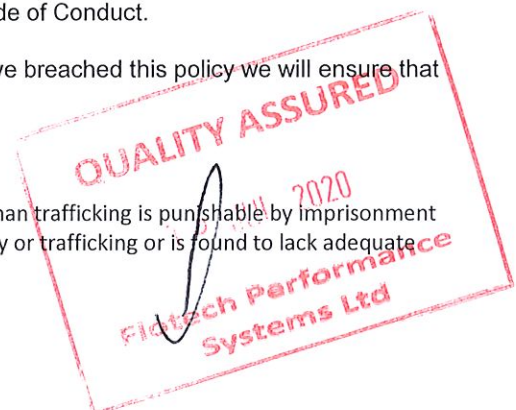 de of Conduct.
ve breached this policy we will ensure that
QUALITY ASSURED
2020
man trafficking is punishable by imprisonment
y or trafficking or is found to lack adequate
Flotech Performance
Systems Ltd